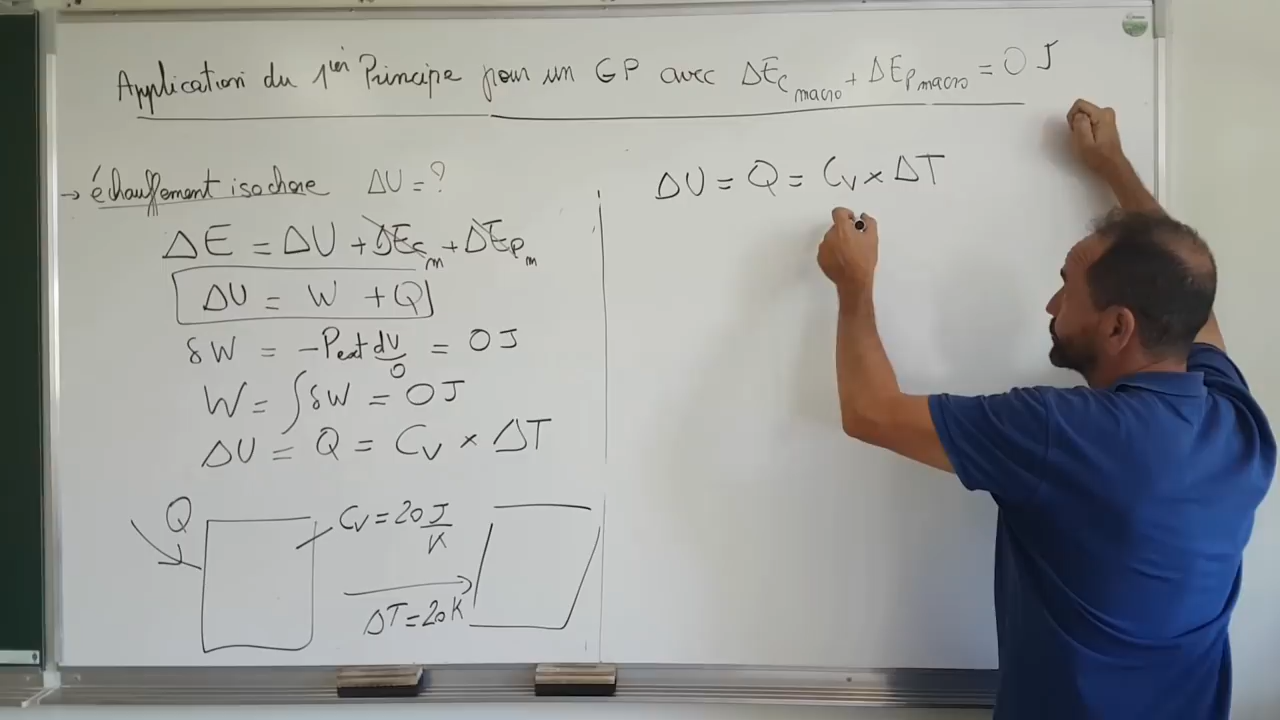 Application du 1er Principe pour un GP avec ΔEc macro + ΔEp macro = 0 J
→ échauffement isochore ΔU = ?
ΔE = ΔU + ΔEc m + ΔEp m
ΔU = W + Q
δW = -Pext dV = 0 J
0
W = ∫δW = 0 J
ΔU = Q = Cv × ΔT
Q
Cv = 20 J/K
ΔT = 20 K
ΔU = Q = Cv × ΔT